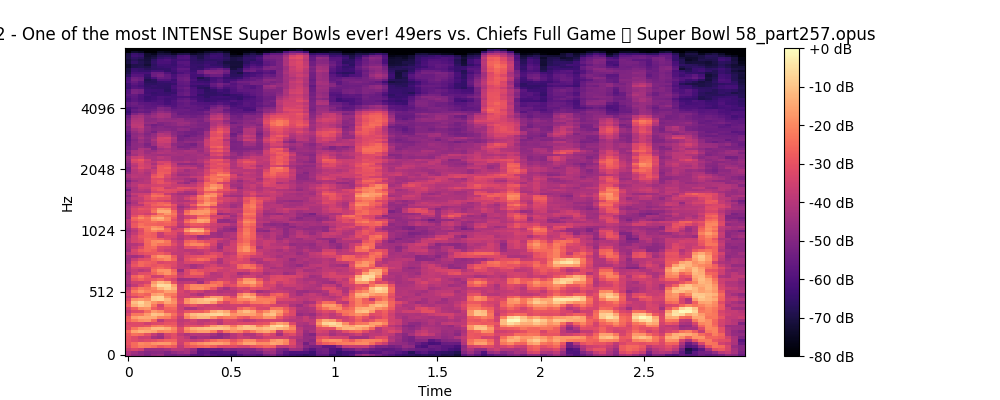 2 - One of the most INTENSE Super Bowls ever! 49ers vs. Chiefs Full Game Super Bowl 58_part257.opus
+0 dB
-10 dB
-20 dB
-30 dB
-40 dB
-50 dB
-60 dB
-70 dB
-80 dB
4096
2048
1024
512
0
Hz
0
0.5
1
1.5
2
2.5
Time